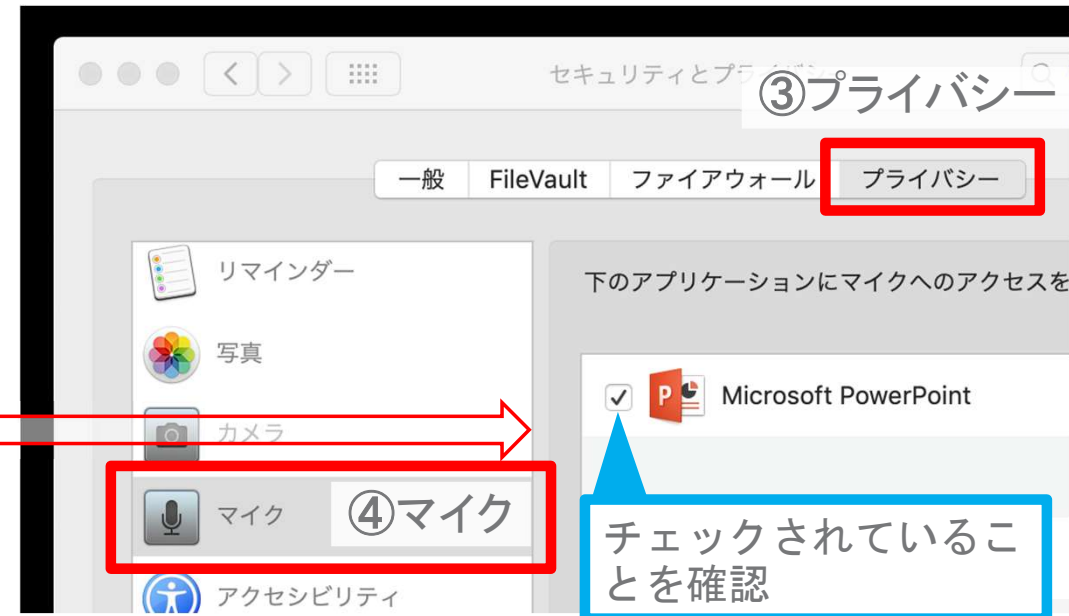 セキュリティとプライバシー
③プライバシー
一般 FileVault ファイアウォール プライバシー
リマインダー
下のアプリケーションにマイクへのアクセスを
写真
Microsoft PowerPoint
カメラ
マイク ④マイク
チェックされているこ
とを確認
アクセシビリティ